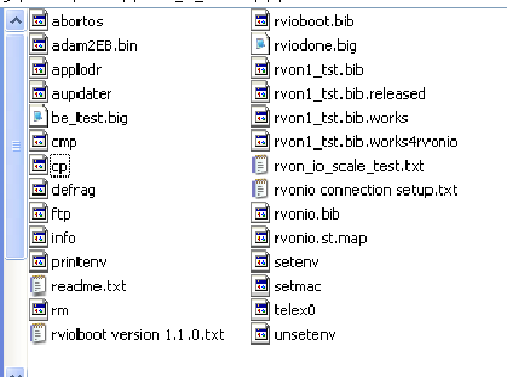 abortos
adam2EB.bin
applodr
aupdater
be_test.big
cmp
cp
defrag
ftp
info
printenv
readme.txt
rm
rvioboot version 1.1.0.txt
rvioboot.bib
rviodone.big
rvon1_tst.bib
rvon1_tst.bib.released
rvon1_tst.bib.works
rvon1_tst.bib.works4rvonio
rvon_io_scale_test.txt
rvonio connection setup.txt
rvonio.bib
rvonio.st.map
setenv
setmac
telex0
unsetenv